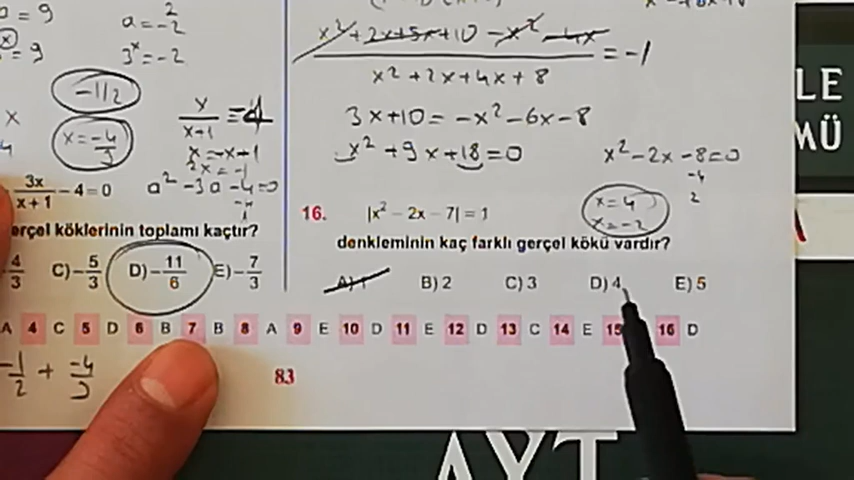 = 9
a = -2
2
3ˣ = -2
= 9
-1/2
x = -4/3
x/(x+1) =
x = -x+1
2x = -1
a² - 3a - 4 = 0
3x/(x+1) - 4 = 0
erçel köklerinin toplamı kaçtır?
4/3 C) -5/3 D) -11/6 E) -7/3
x² + 2x + 5x + 10 - x² - 4x
x² + 2x + 4x + 8
= -1
3x + 10 = -x² - 6x - 8
x² + 9x + 18 = 0
x² - 2x - 8 = 0
-4
2
x = 4
x = -2
16. |x² - 2x - 7| = 1
denkleminin kaç farklı gerçel kökü vardır?
A) 1 B) 2 C) 3 D) 4 E) 5
A 4 C 5 D 6 B 7 B 8 A 9 E 10 D 11 E 12 D 13 C 14 E 15 16 D
-1/2 + -4/3
83
LE
MÜ
AYT